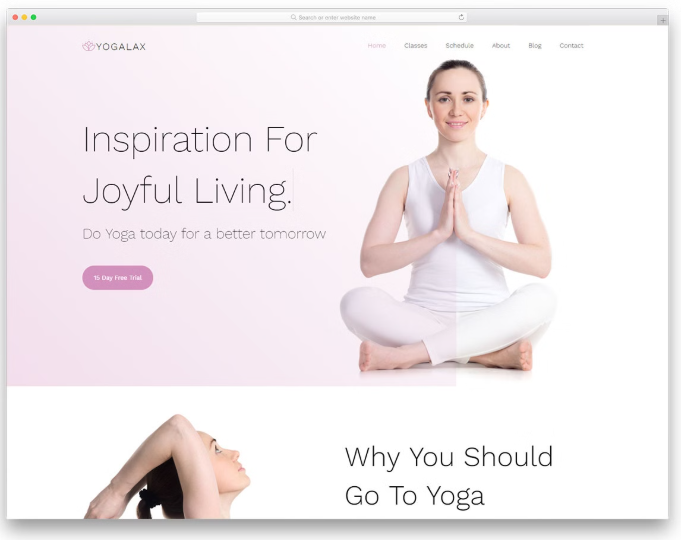 Search or enter website name
YOGALAX
Home Classes Schedule About Blog Contact
Inspiration For
Joyful Living.
Do Yoga today for a better tomorrow
15 Day Free Trial
Why You Should
Go To Yoga